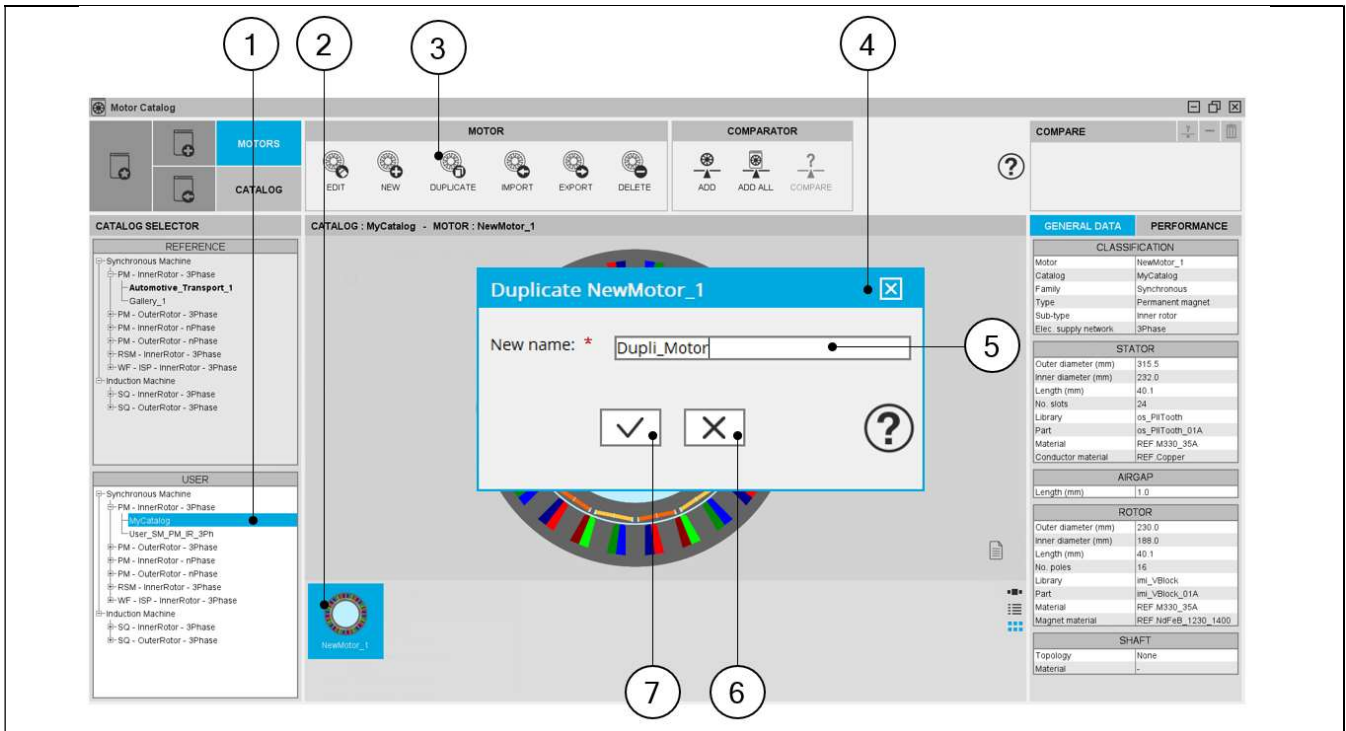 1
2
3
4
Motor Catalog
MOTORS
CATALOG
MOTOR
EDIT
NEW
DUPLICATE
IMPORT
EXPORT
DELETE
COMPARATOR
ADD
ADD ALL
?
COMPARE
?
COMPARE
?
CATALOG SELECTOR
REFERENCE
Synchronous Machine
PM - InnerRotor - 3Phase
Automotive_Transport_1
Gallery_1
PM - OuterRotor - 3Phase
PM - InnerRotor - nPhase
PM - OuterRotor - nPhase
RSM - InnerRotor - 3Phase
WF - ISP - InnerRotor - 3Phase
Induction Machine
SQ - InnerRotor - 3Phase
SQ - OuterRotor - 3Phase
USER
Synchronous Machine
PM - InnerRotor - 3Phase
MyCatalog
User_SM_PM_IR_3Ph
PM - OuterRotor - 3Phase
PM - InnerRotor - nPhase
PM - OuterRotor - nPhase
RSM - InnerRotor - 3Phase
WF - ISP - InnerRotor - 3Phase
Induction Machine
SQ - InnerRotor - 3Phase
SQ - OuterRotor - 3Phase
CATALOG : MyCatalog - MOTOR : NewMotor_1
Duplicate NewMotor_1
New name: * Dupli_Motor
5
?
NewMotor_1
7
6
GENERAL DATA PERFORMANCE
CLASSIFICATION
Motor NewMotor_1
Catalog MyCatalog
Family Synchronous
Type Permanent magnet
Sub-type Inner rotor
Elec. supply network 3Phase
STATOR
Outer diameter (mm) 315.5
Inner diameter (mm) 232.0
Length (mm) 40.1
No. slots 24
Library os_PllTooth
Part os_PllTooth_01A
Material REF.M330_35A
Conductor material REF.Copper
AIRGAP
Length (mm) 1.0
ROTOR
Outer diameter (mm) 230.0
Inner diameter (mm) 188.0
Length (mm) 40.1
No. poles 16
Library imi_VBlock
Part imi_VBlock_01A
Material REF.M330_35A
Magnet material REF.NdFeB_1230_1400
SHAFT
Topology None
Material -